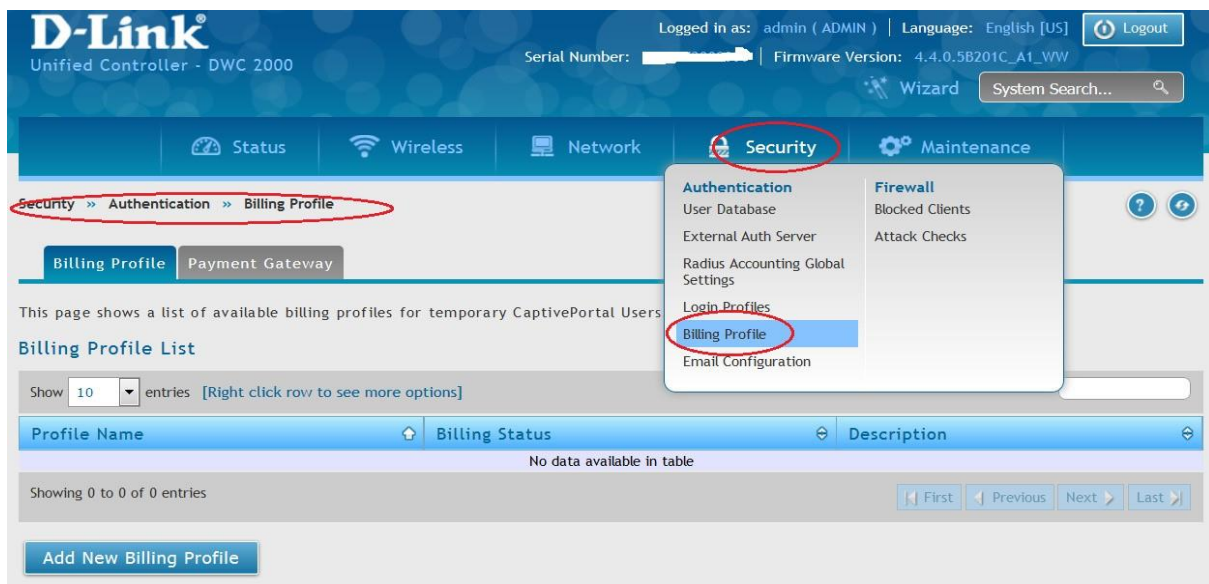 D-Link®
Unified Controller - DWC 2000
Logged in as: admin ( ADMIN ) | Language: English [US]
Logout
Serial Number: | Firmware Version: 4.4.0.5B201C_A1_WW
Wizard
System Search...
Status
Wireless
Network
Security
Maintenance
Security » Authentication » Billing Profile
Authentication
User Database
External Auth Server
Radius Accounting Global
Settings
Login Profiles
Billing Profile
Email Configuration
Firewall
Blocked Clients
Attack Checks
?
Billing Profile
Payment Gateway
This page shows a list of available billing profiles for temporary CaptivePortal Users
Billing Profile List
Show 10 entries [Right click row to see more options]
Profile Name
Billing Status
Description
No data available in table
Showing 0 to 0 of 0 entries
First
Previous
Next
Last
Add New Billing Profile